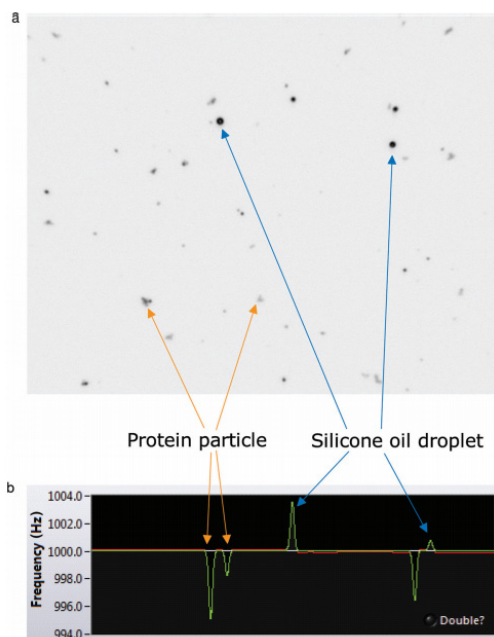 a
Protein particle
Silicone oil droplet
b
Frequency (Hz)
1004.0
1002.0
1000.0
998.0
996.0
994.0
Double?